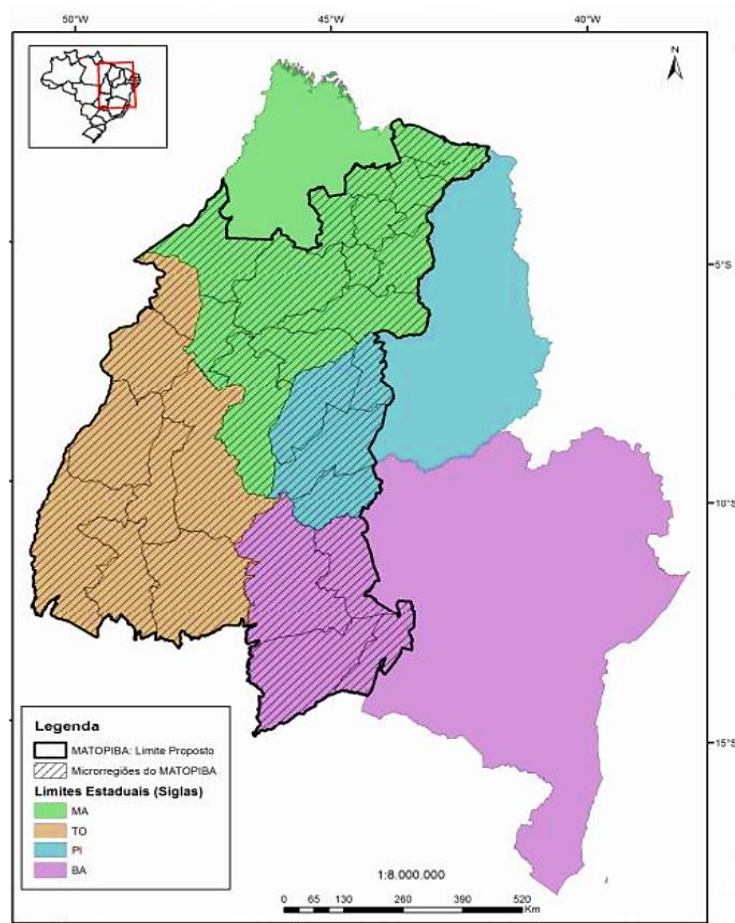 50°W 45°W 40°W
N
5°S
10°S
15°S
Legenda
MATOPIBA: Limite Proposto
Microrregiões do MATOPIBA
Limites Estaduais (Siglas)
MA
TO
PI
BA
1:8.000.000
0 65 130 260 390 520
Km